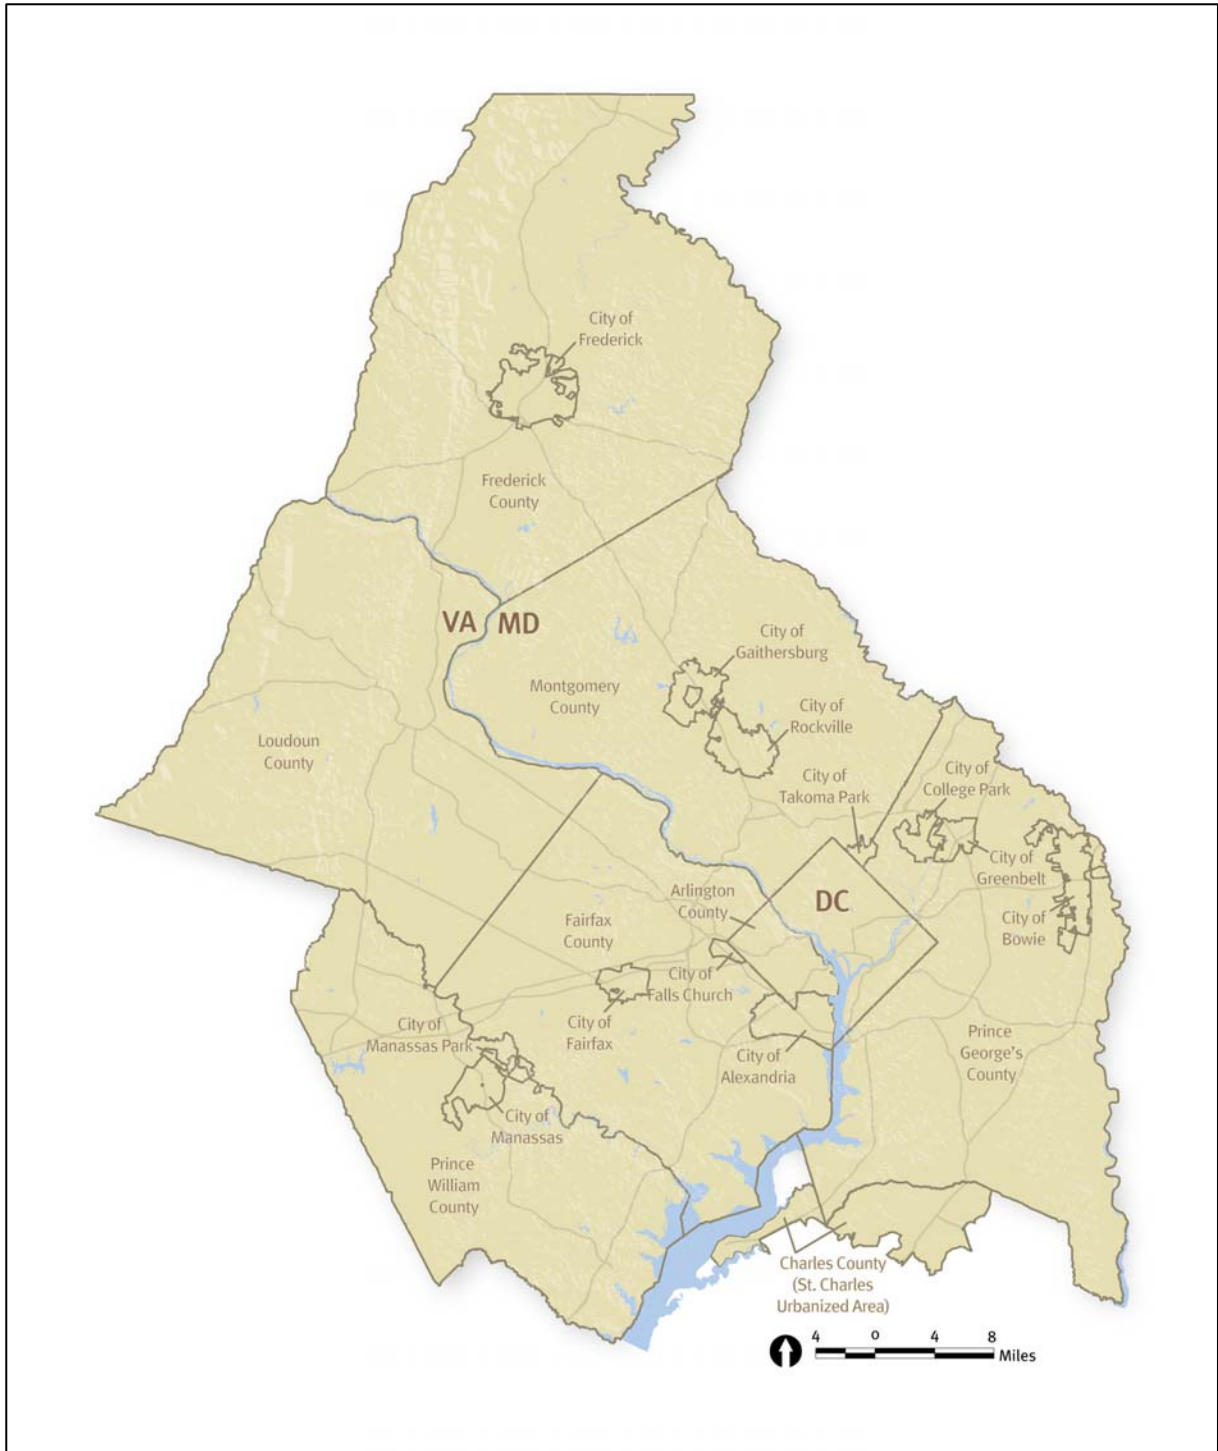 City of
Frederick
Frederick
County
VA MD
City of
Gaithersburg
Montgomery
County
City of
Rockville
Loudoun
County
City of
Takoma Park
City of
College Park
City of
Greenbelt
Arlington
County
DC
City of
Bowie
Fairfax
County
City of
Falls Church
City of
Manassas Park
City of
Fairfax
Prince
George's
County
City of
Alexandria
City of
Manassas
Prince
William
County
Charles County
(St. Charles
Urbanized Area)
4 0 4 8
Miles